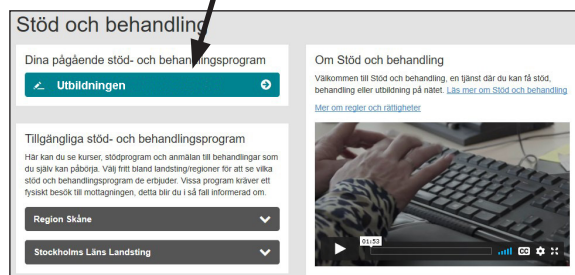 Stöd och behandling
Dina pågående stöd- och behandlingsprogram
Utbildningen
Tillgängliga stöd- och behandlingsprogram
Här kan du se kurser, stödprogram och anmälan till behandlingar som
du själv kan påbörja. Välj fritt bland landsting/regioner för att se vilka
stöd och behandlingsprogram de erbjuder. Vissa program kräver ett
fysiskt besök till mottagningen, detta blir du i så fall informerad om.
Region Skåne
Stockholms Läns Landsting
Om Stöd och behandling
Välkommen till Stöd och behandling, en tjänst där du kan få stöd,
behandling eller utbildning på nätet. Läs mer om Stöd och behandling
Mer om regler och rättigheter
01:53
CC